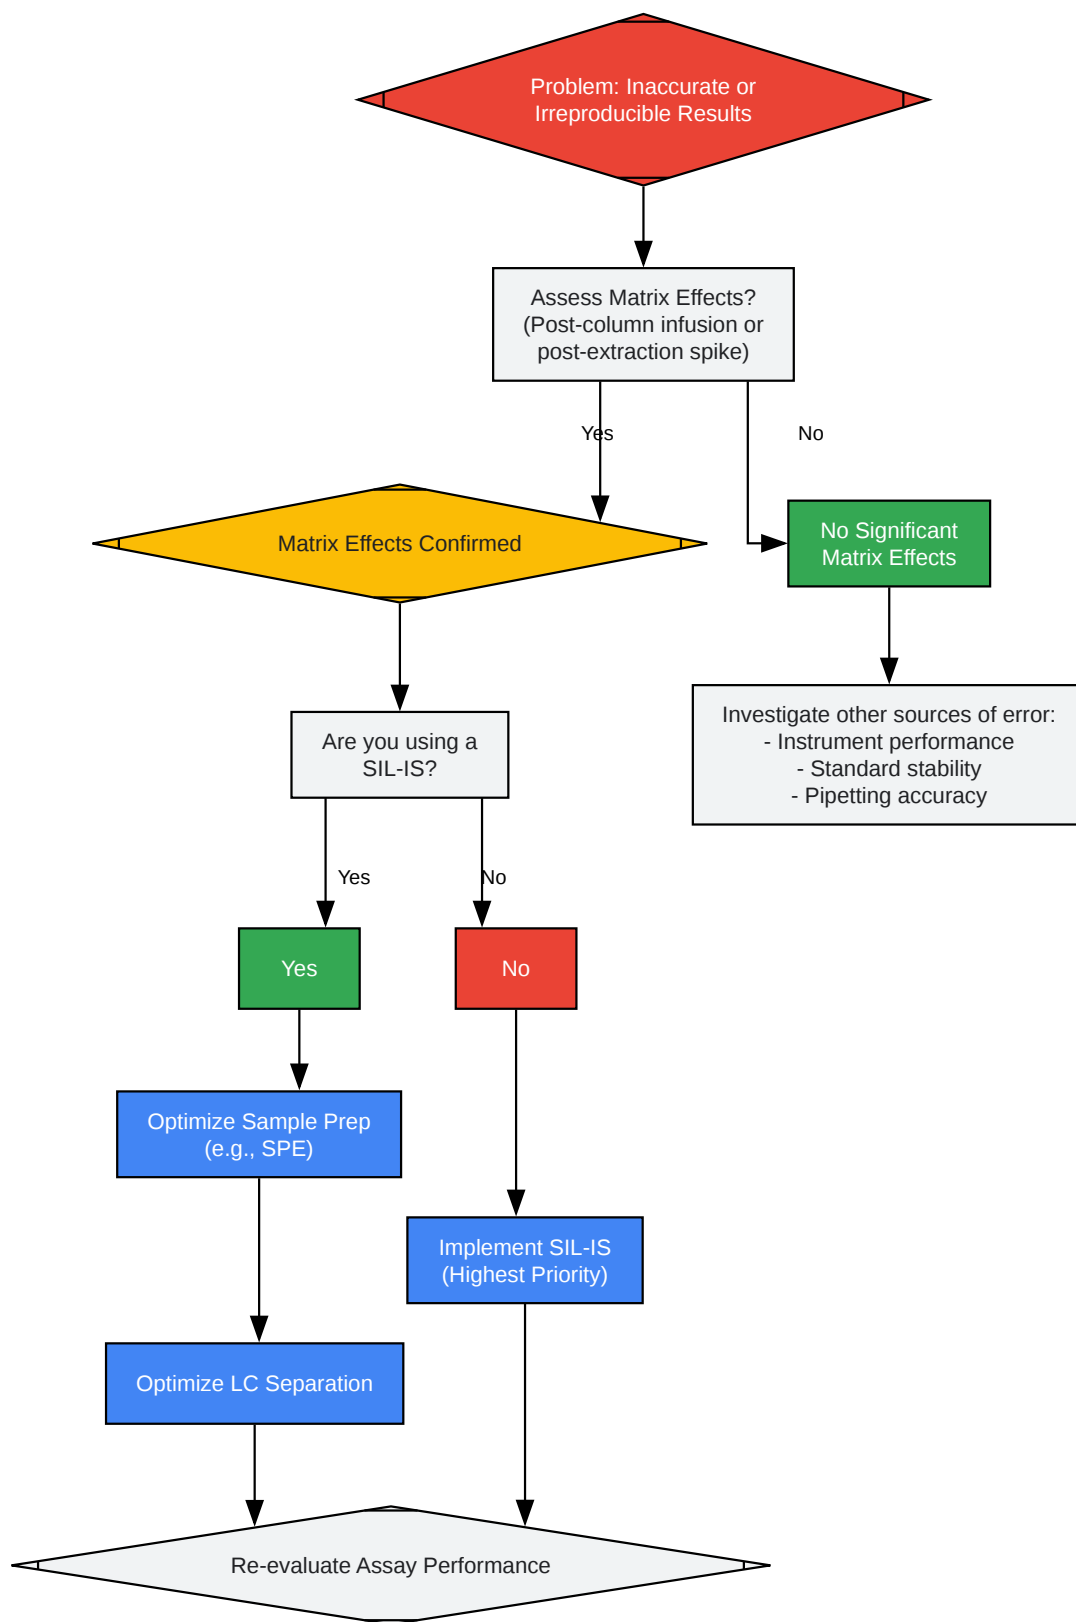 Problem: Inaccurate or
Irreproducible Results
Assess Matrix Effects?
(Post-column infusion or
post-extraction spike)
Yes
No
Matrix Effects Confirmed
No Significant
Matrix Effects
Are you using a
SIL-IS?
Investigate other sources of error:
- Instrument performance
- Standard stability
- Pipetting accuracy
Yes
No
Yes
No
Optimize Sample Prep
(e.g., SPE)
Implement SIL-IS
(Highest Priority)
Optimize LC Separation
Re-evaluate Assay Performance